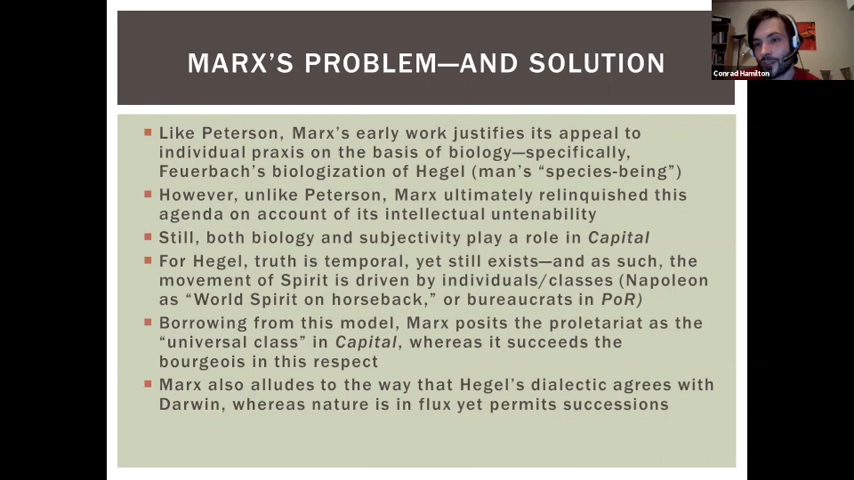 MARX'S PROBLEM—AND SOLUTION
Conrad Hamilton
Like Peterson, Marx's early work justifies its appeal to
individual praxis on the basis of biology—specifically,
Feuerbach's biologization of Hegel (man's "species-being")
However, unlike Peterson, Marx ultimately relinquished this
agenda on account of its intellectual untenability
Still, both biology and subjectivity play a role in Capital
For Hegel, truth is temporal, yet still exists—and as such, the
movement of Spirit is driven by individuals/classes (Napoleon
as "World Spirit on horseback," or bureaucrats in PoR)
Borrowing from this model, Marx posits the proletariat as the
"universal class" in Capital, whereas it succeeds the
bourgeois in this respect
Marx also alludes to the way that Hegel's dialectic agrees with
Darwin, whereas nature is in flux yet permits successions